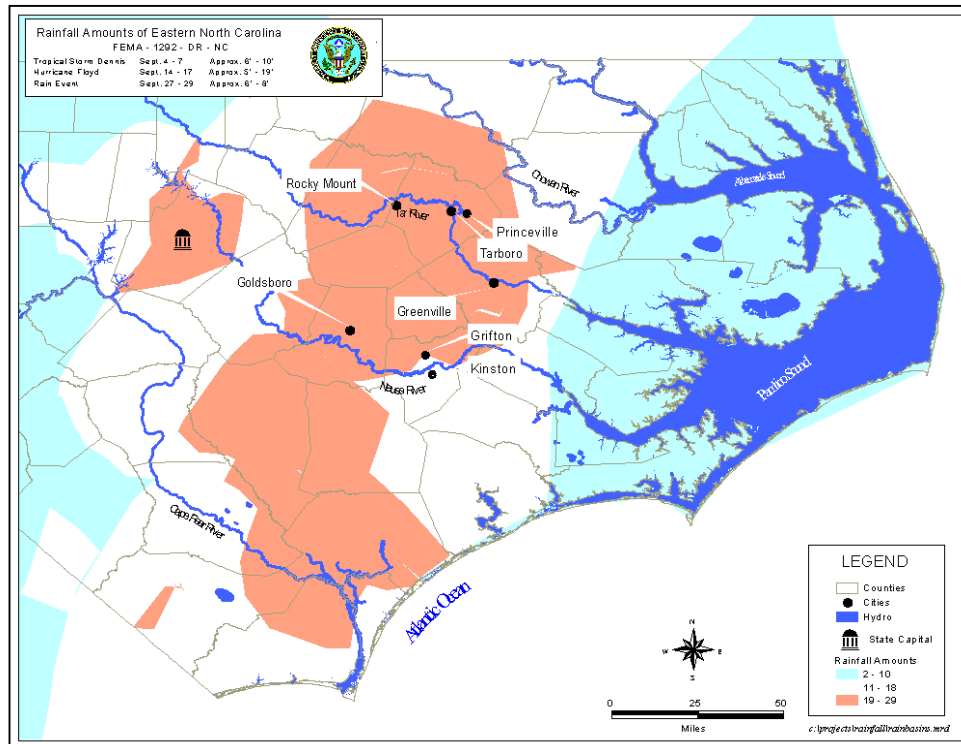 Rainfall Amounts of Eastern North Carolina
FEMA - 1292 - DR - NC
Tropical Storm Dennis Sept. 4 - 7 Approx. 6' - 10'
Hurricane Floyd Sept. 14 - 17 Approx. 5' - 19'
Rain Event Sept. 27 - 29 Approx. 6' - 8'
Chowan River
Albemarle Sound
Rocky Mount
Tar River
Princeville
Tarboro
Goldsboro
Greenville
Grifton
Kinston
Neuse River
Pamlico Sound
Cape Fear River
Atlantic Ocean
LEGEND
Counties
Cities
Hydro
State Capital
Rainfall Amounts
2 - 10
11 - 18
19 - 29
N
W E
S
0 25 50
Miles
c:\projects\rainfall\rainbasins.mxd